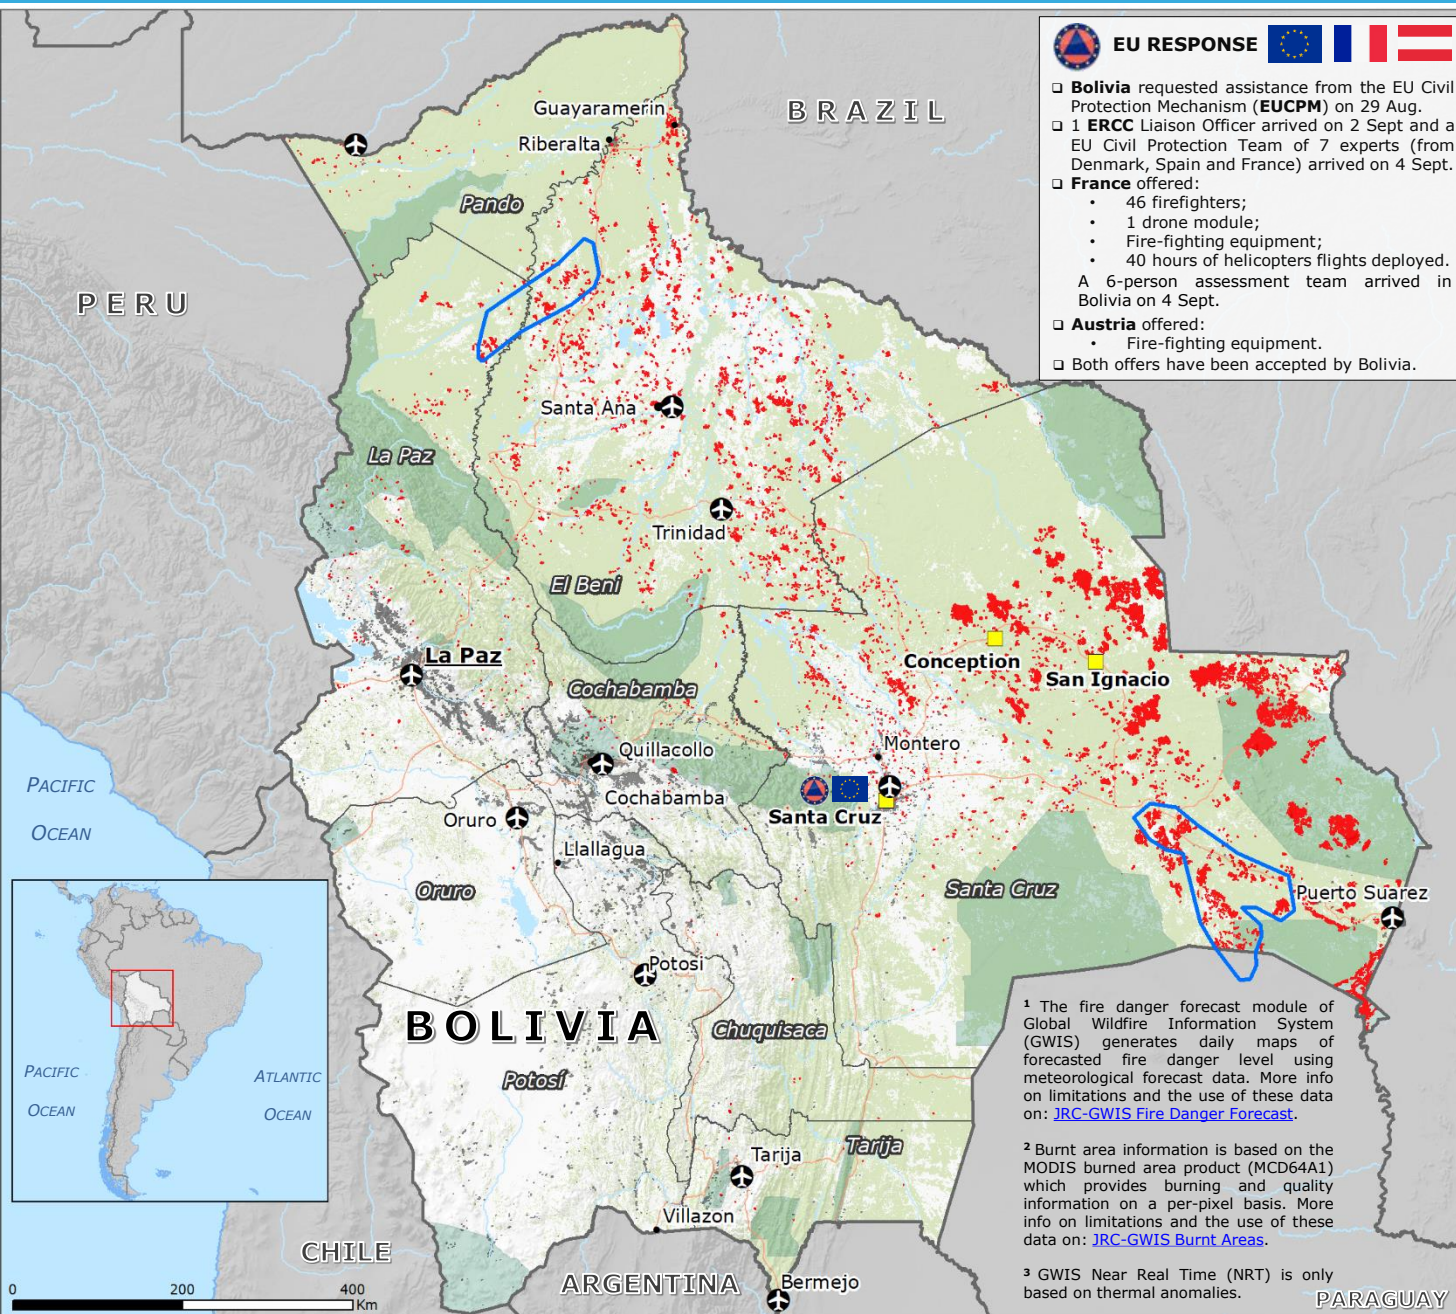 EU RESPONSE
❑ Bolivia requested assistance from the EU Civil
Protection Mechanism (EUCPM) on 29 Aug.
❑ 1 ERCC Liaison Officer arrived on 2 Sept and a
EU Civil Protection Team of 7 experts (from
Denmark, Spain and France) arrived on 4 Sept.
❑ France offered:
• 46 firefighters;
• 1 drone module;
• Fire-fighting equipment;
• 40 hours of helicopters flights deployed.
A 6-person assessment team arrived in
Bolivia on 4 Sept.
❑ Austria offered:
• Fire-fighting equipment.
❑ Both offers have been accepted by Bolivia.
BRAZIL
Guayaramerin
Riberalta
Pando
PERU
Santa Ana
La Paz
Trinidad
El Beni
La Paz
Conception
San Ignacio
Cochabamba
Quillacollo
Montero
PACIFIC
OCEAN
Cochabamba
Santa Cruz
Oruro
Llallagua
Oruro
Santa Cruz
Puerto Suarez
Potosi
BOLIVIA
Chuquisaca
Potosí
PACIFIC
OCEAN
ATLANTIC
OCEAN
Tarija
Tarija
Villazon
CHILE
ARGENTINA
Bermejo
PARAGUAY
0 200 400
Km
¹ The fire danger forecast module of
Global Wildfire Information System
(GWIS) generates daily maps of
forecasted fire danger level using
meteorological forecast data. More info
on limitations and the use of these data
on: JRC-GWIS Fire Danger Forecast.
² Burnt area information is based on the
MODIS burned area product (MCD64A1)
which provides burning and quality
information on a per-pixel basis. More
info on limitations and the use of these
data on: JRC-GWIS Burnt Areas.
³ GWIS Near Real Time (NRT) is only
based on thermal anomalies.